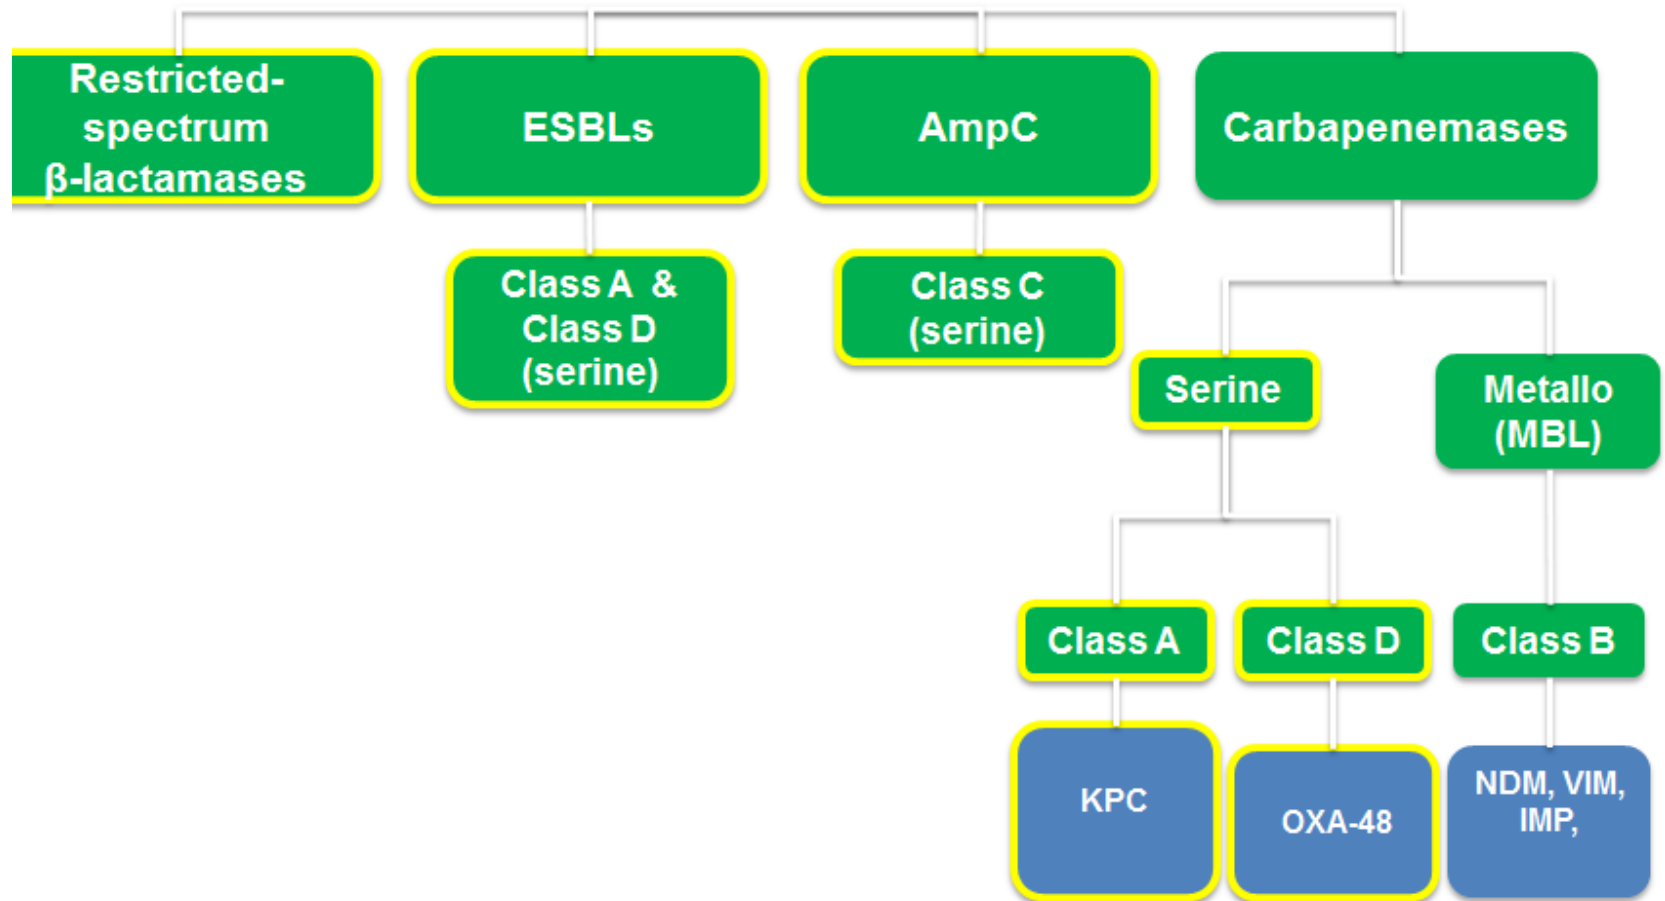 Restricted-
spectrum
β-lactamases
ESBLs
AmpC
Carbapenemases
Class A &
Class D
(serine)
Class C
(serine)
Serine
Metallo
(MBL)
Class A
Class D
Class B
KPC
OXA-48
NDM, VIM,
IMP,